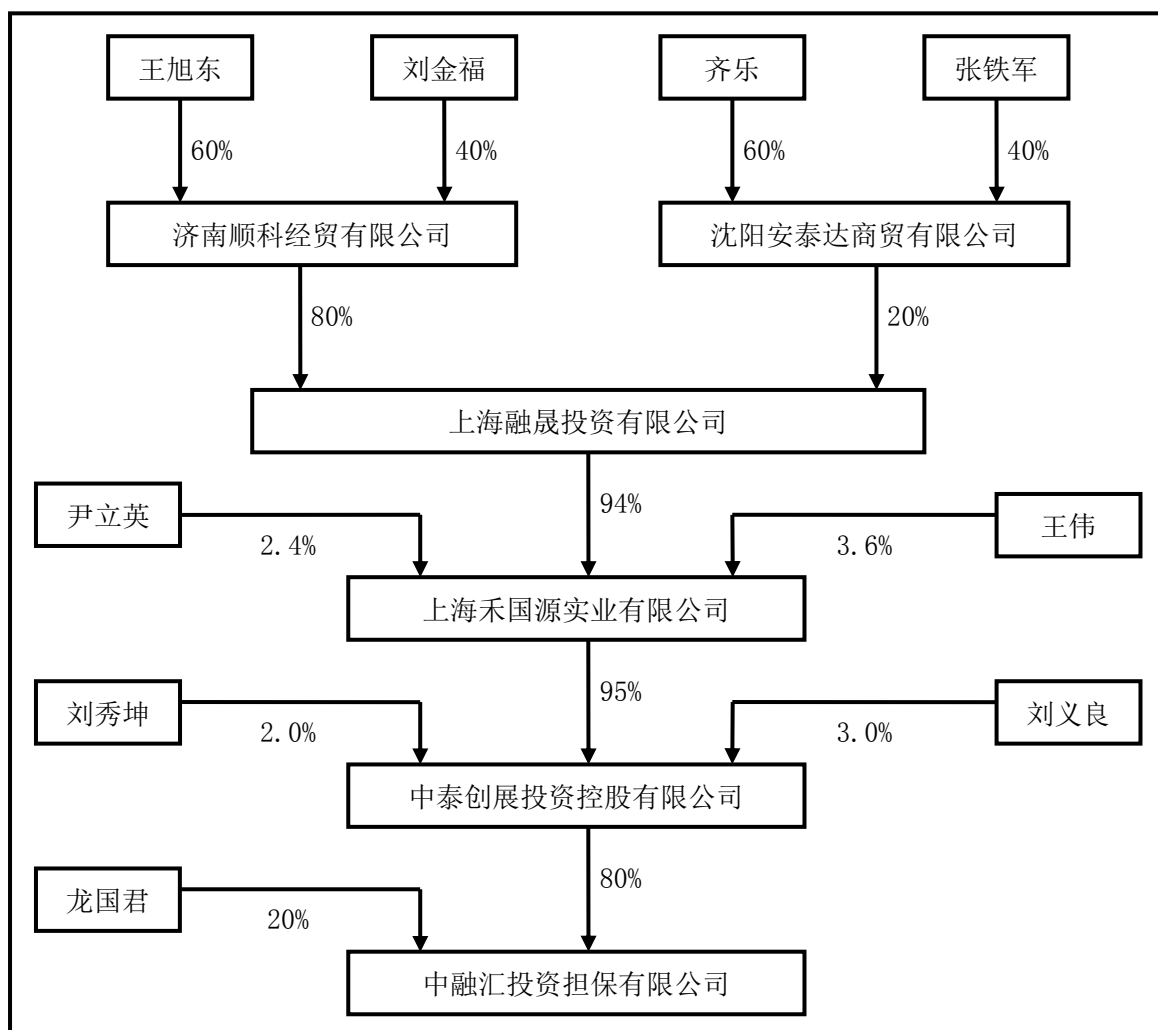 王旭东
刘金福
齐乐
张铁军
60%
40%
60%
40%
济南顺科经贸有限公司
沈阳安泰达商贸有限公司
80%
20%
上海融晟投资有限公司
尹立英
94%
王伟
2.4%
3.6%
上海禾国源实业有限公司
刘秀坤
95%
刘义良
2.0%
3.0%
中泰创展投资控股有限公司
龙国君
80%
20%
中融汇投资担保有限公司